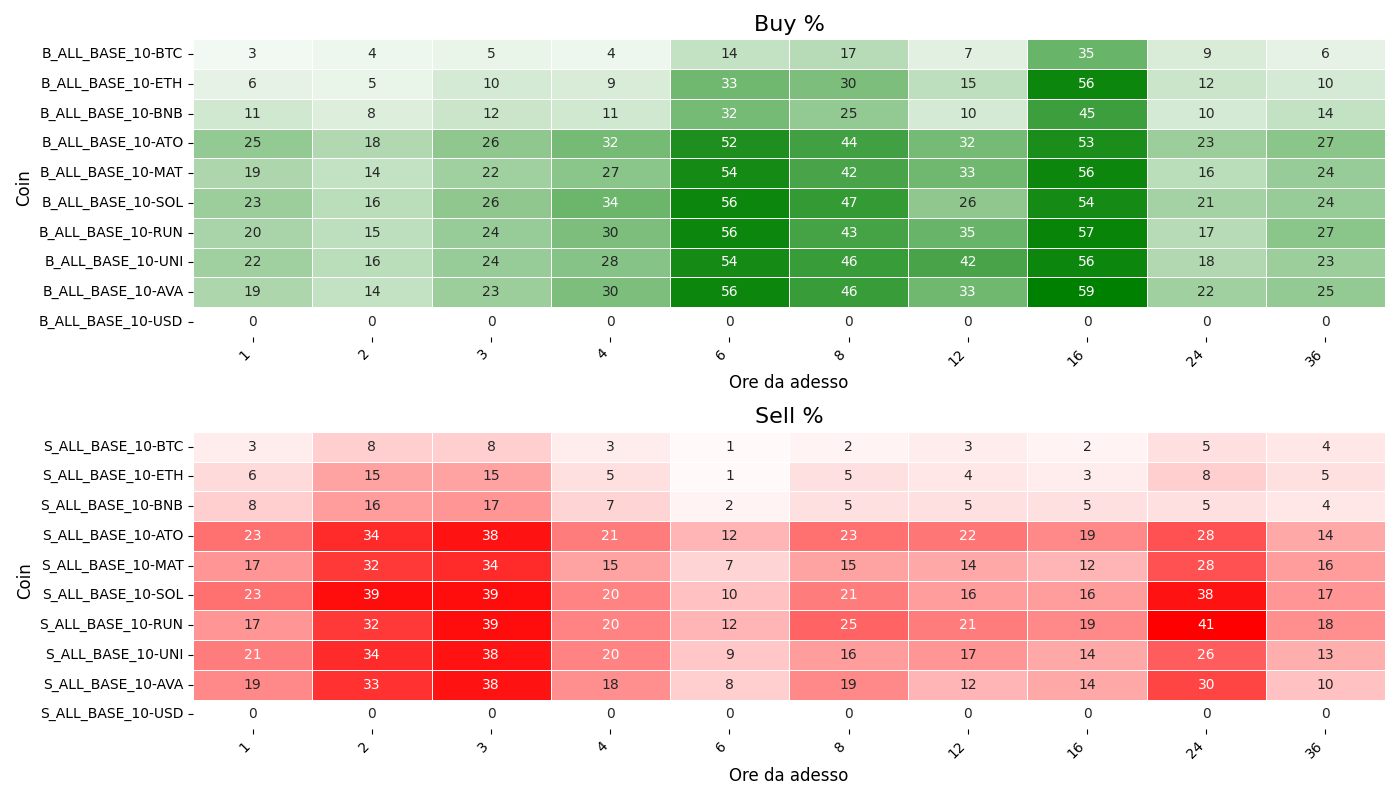 Buy %
Coin
B_ALL_BASE_10-BTC 3 4 5 4 14 17 7 35 9 6
B_ALL_BASE_10-ETH 6 5 10 9 33 30 15 56 12 10
B_ALL_BASE_10-BNB 11 8 12 11 32 25 10 45 10 14
B_ALL_BASE_10-ATO 25 18 26 32 52 44 32 53 23 27
B_ALL_BASE_10-MAT 19 14 22 27 54 42 33 56 16 24
B_ALL_BASE_10-SOL 23 16 26 34 56 47 26 54 21 24
B_ALL_BASE_10-RUN 20 15 24 30 56 43 35 57 17 27
B_ALL_BASE_10-UNI 22 16 24 28 54 46 42 56 18 23
B_ALL_BASE_10-AVA 19 14 23 30 56 46 33 59 22 25
B_ALL_BASE_10-USD 0 0 0 0 0 0 0 0 0 0
1 2 3 4 6 8 12 16 24 36
Ore da adesso
Sell %
Coin
S_ALL_BASE_10-BTC 3 8 8 3 1 2 3 2 5 4
S_ALL_BASE_10-ETH 6 15 15 5 1 5 4 3 8 5
S_ALL_BASE_10-BNB 8 16 17 7 2 5 5 5 5 4
S_ALL_BASE_10-ATO 23 34 38 21 12 23 22 19 28 14
S_ALL_BASE_10-MAT 17 32 34 15 7 15 14 12 28 16
S_ALL_BASE_10-SOL 23 39 39 20 10 21 16 16 38 17
S_ALL_BASE_10-RUN 17 32 39 20 12 25 21 19 41 18
S_ALL_BASE_10-UNI 21 34 38 20 9 16 17 14 26 13
S_ALL_BASE_10-AVA 19 33 38 18 8 19 12 14 30 10
S_ALL_BASE_10-USD 0 0 0 0 0 0 0 0 0 0
1 2 3 4 6 8 12 16 24 36
Ore da adesso